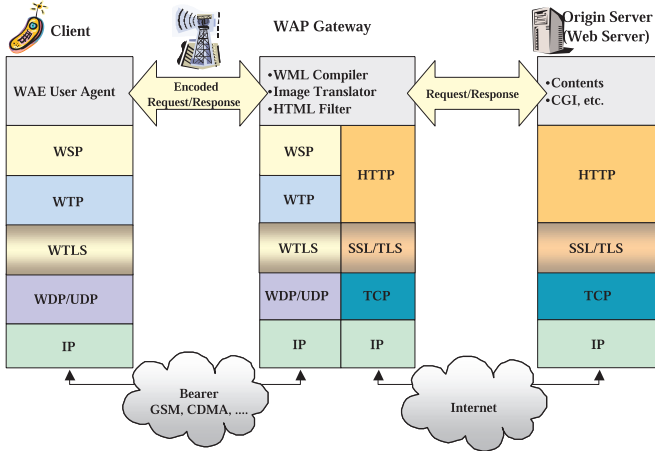 Client
WAP Gateway
Origin Server
(Web Server)
WAE User Agent
Encoded
Request/Response
•WML Compiler
•Image Translator
•HTML Filter
Request/Response
•Contents
•CGI, etc.
WSP
WTP
WTLS
WDP/UDP
IP
WSP
WTP
WTLS
WDP/UDP
IP
HTTP
SSL/TLS
TCP
IP
HTTP
SSL/TLS
TCP
IP
Bearer
GSM, CDMA, ....
Internet